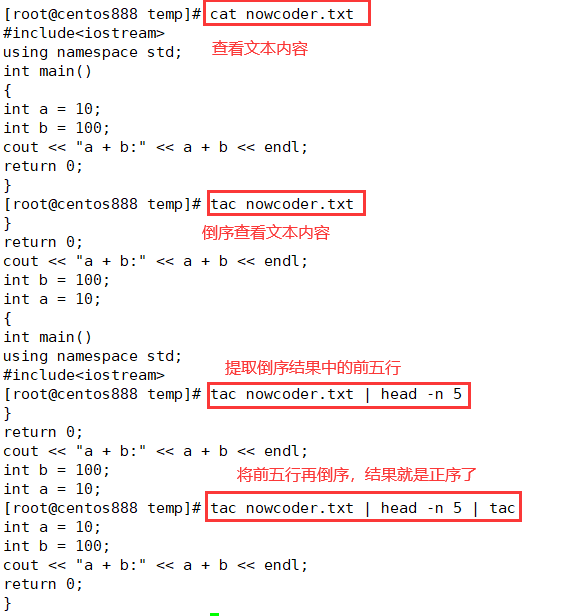 [root@centos888 temp]# cat nowcoder.txt
#include<iostream>
查看文本内容
using namespace std;
int main()
{
int a = 10;
int b = 100;
cout << "a + b:" << a + b << endl;
return 0;
}
[root@centos888 temp]# tac nowcoder.txt
}
倒序查看文本内容
return 0;
cout << "a + b:" << a + b << endl;
int b = 100;
int a = 10;
{
int main()
using namespace std;
提取倒序结果中的前五行
#include<iostream>
[root@centos888 temp]# tac nowcoder.txt | head -n 5
}
return 0;
cout << "a + b:" << a + b << endl;
int b = 100;
将前五行再倒序，结果就是正序了
int a = 10;
[root@centos888 temp]# tac nowcoder.txt | head -n 5 | tac
int a = 10;
int b = 100;
cout << "a + b:" << a + b << endl;
return 0;
}